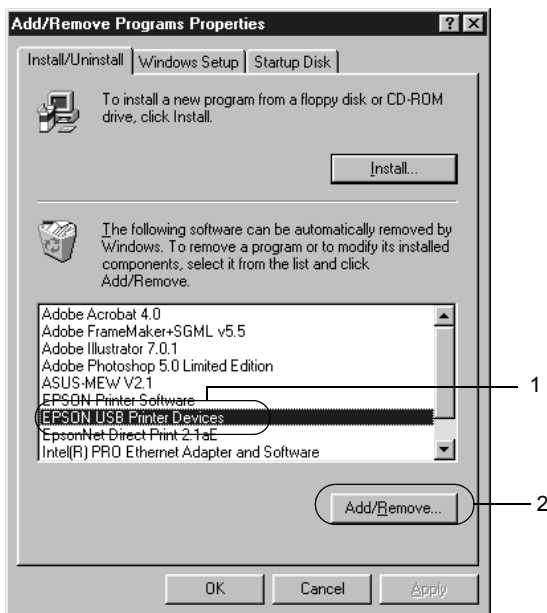 Add/Remove Programs Properties
Install/Uninstall Windows Setup Startup Disk
To install a new program from a floppy disk or CD-ROM
drive, click Install.
Install...
The following software can be automatically removed by
Windows. To remove a program or to modify its installed
components, select it from the list and click
Add/Remove.
Adobe Acrobat 4.0
Adobe FrameMaker+SGML v5.5
Adobe Illustrator 7.0.1
Adobe Photoshop 5.0 Limited Edition
ASUS-MEW V2.1
1
EPSON Printer Software
EPSON USB Printer Devices
EpsonNet Direct Print 2.1aE
Intel(R) PRO Ethernet Adapter and Software
Add/Remove...
2
OK Cancel Apply